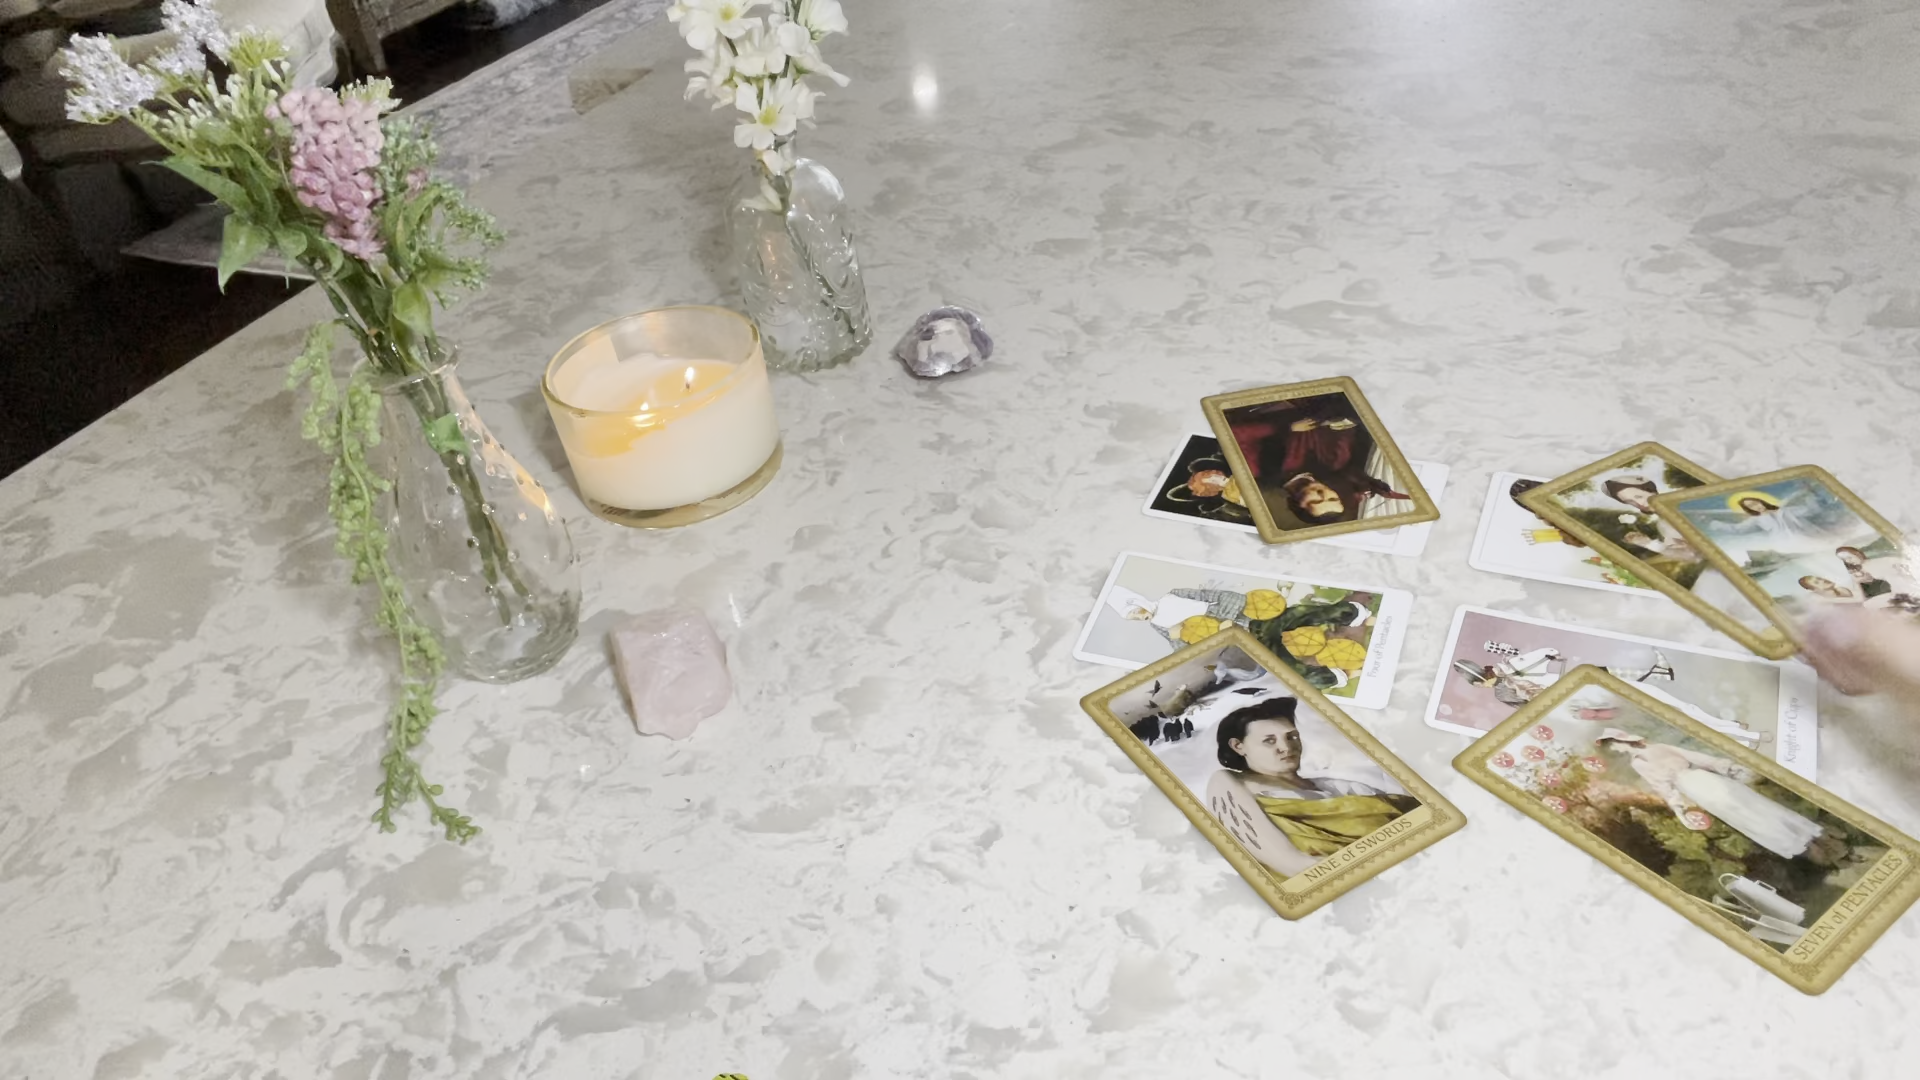 Four of Pentacles
Knight of Cups
NINE of SWORDS
SEVEN of PENTACLES